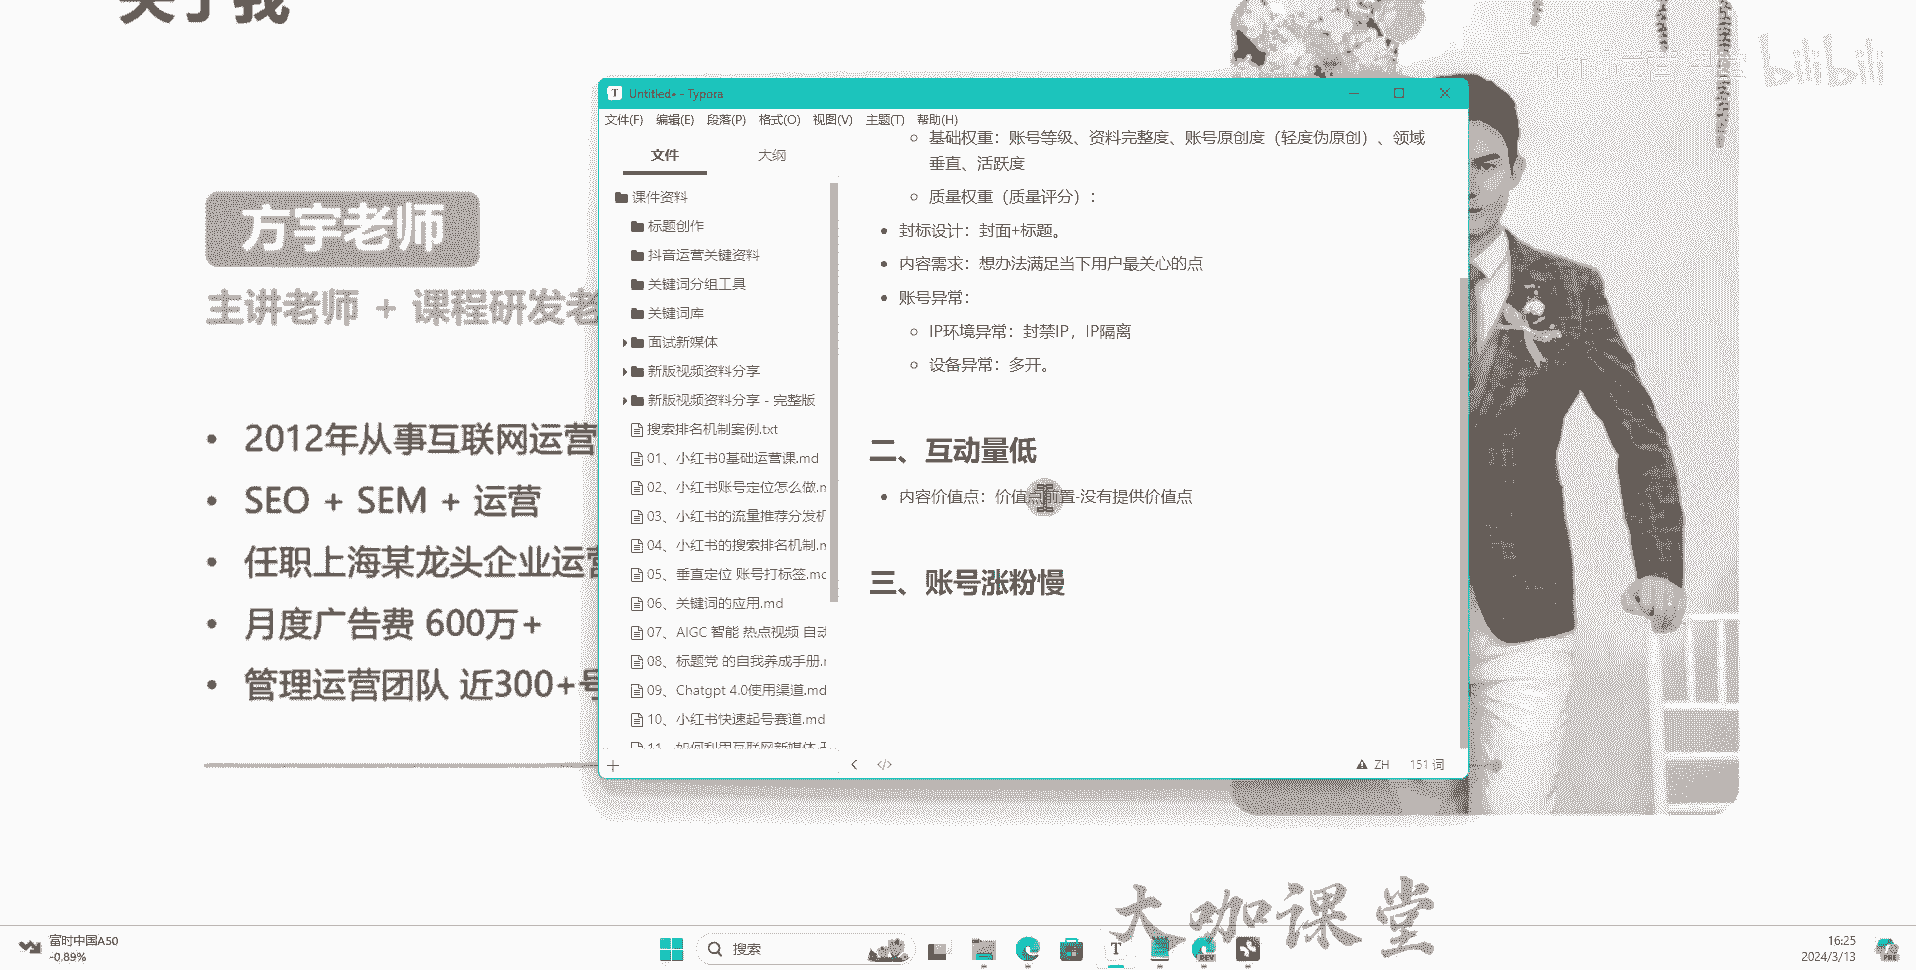 关于我
bilibili
方宇老师
主讲老师 + 课程研发老
2012年从事互联网运营
SEO + SEM + 运营
任职上海某龙头企业运营
月度广告费 600万+
管理运营团队 近300+号
Untitled• - Typora
文件(F) 编辑(E) 段落(P) 格式(O) 视图(V) 主题(T) 帮助(H)
文件 大纲
课件资料
标题创作
抖音运营关键资料
关键词分组工具
关键词库
面试新媒体
新版视频资料分享
新版视频资料分享 - 完整版
搜索排名机制案例.txt
01、小红书0基础运营课.md
02、小红书账号定位怎么做.m
03、小红书的流量推荐分发机
04、小红书的搜索排名机制.m
05、垂直定位 账号打标签.md
06、关键词的应用.md
07、AIGC 智能 热点视频 自动
08、标题党 的自我养成手册.m
09、Chatgpt 4.0使用渠道.md
10、小红书快速起号赛道.md
11、如何利用互联网新媒体
基础权重：账号等级、资料完整度、账号原创度（轻度伪原创）、领域
垂直、活跃度
质量权重（质量评分）：
封标设计：封面+标题。
内容需求：想办法满足当下用户最关心的点
账号异常：
IP环境异常：封禁IP，IP隔离
设备异常：多开。
二、互动量低
内容价值点：价值点前置-没有提供价值点
三、账号涨粉慢
ZH 151 词
大咖课堂
富时中国A50
-0.89%
搜索
16:25
2024/3/13